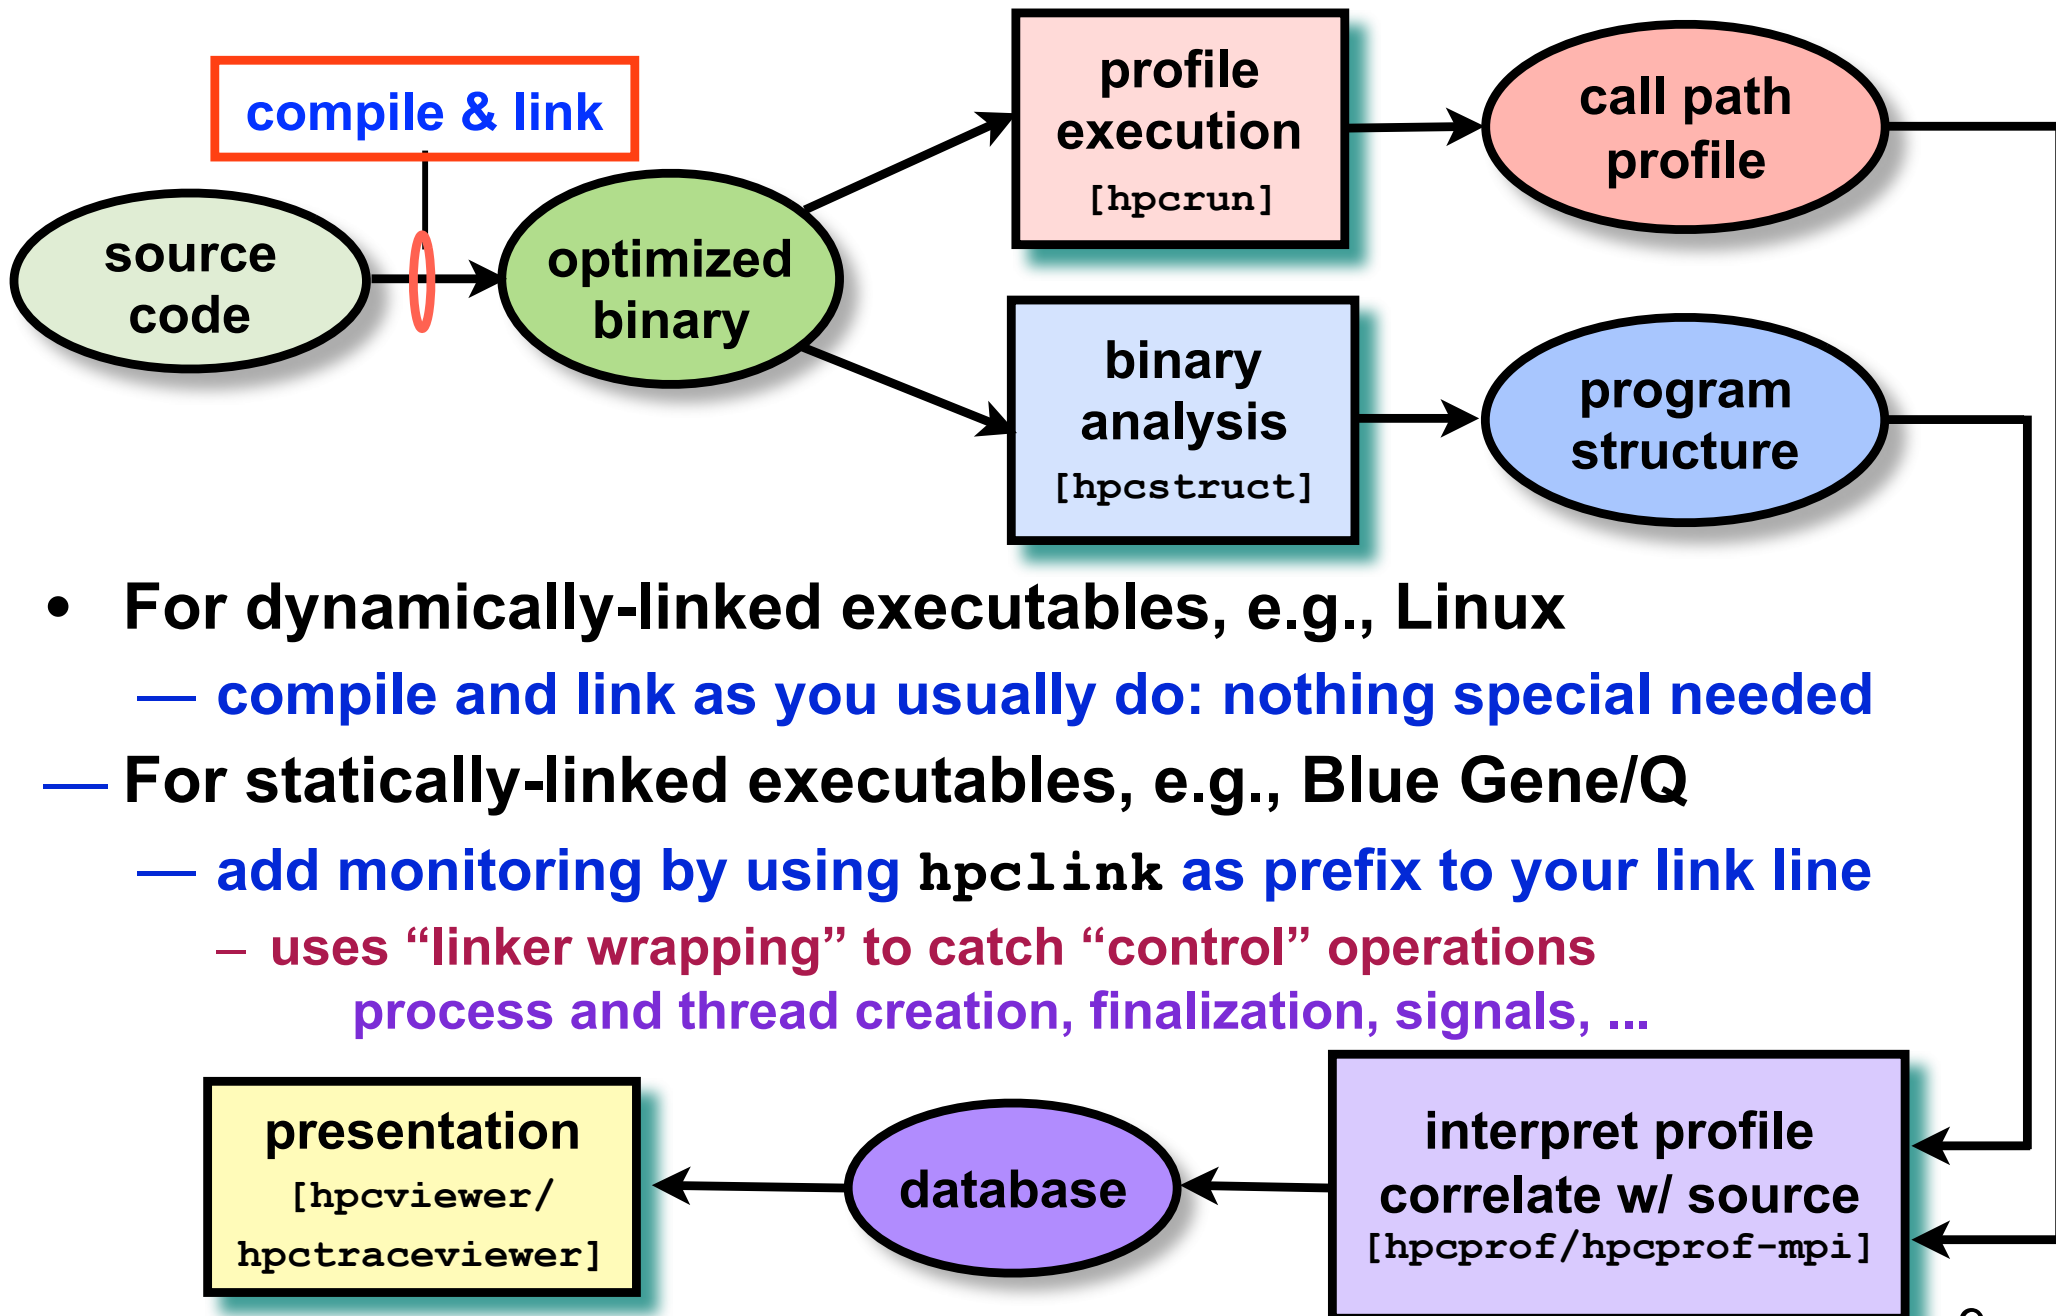 compile & link
source
code
optimized
binary
profile
execution
[hpcrun]
call path
profile
binary
analysis
[hpcstruct]
program
structure
• For dynamically-linked executables, e.g., Linux
— compile and link as you usually do: nothing special needed
— For statically-linked executables, e.g., Blue Gene/Q
— add monitoring by using hpclink as prefix to your link line
– uses “linker wrapping” to catch “control” operations
process and thread creation, finalization, signals, ...
presentation
[hpcviewer/
hpctraceviewer]
database
interpret profile
correlate w/ source
[hpcprof/hpcprof-mpi]